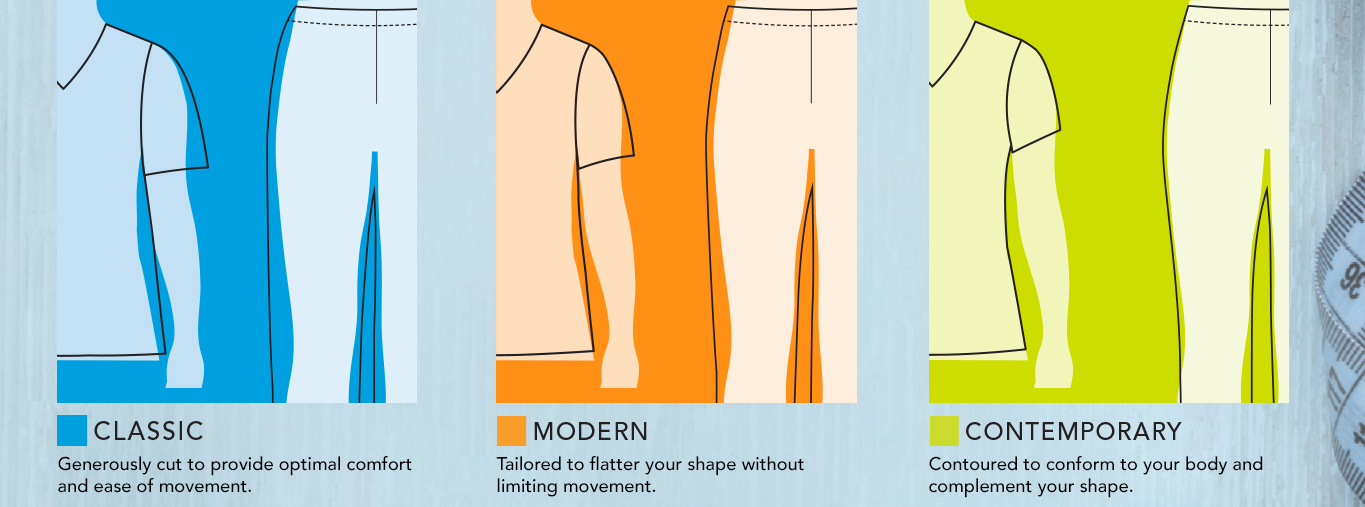 CLASSIC
Generously cut to provide optimal comfort
and ease of movement.
MODERN
Tailored to flatter your shape without
limiting movement.
CONTEMPORARY
Contoured to conform to your body and
complement your shape.
36